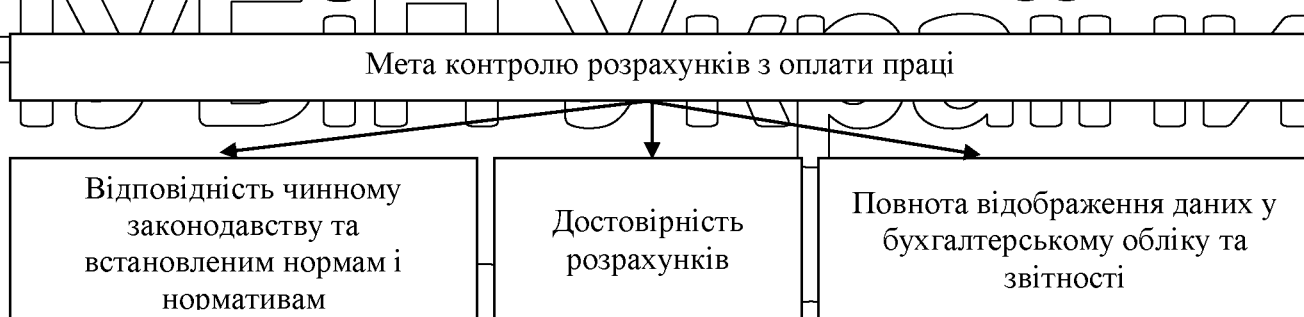 Мета контролю розрахунків з оплати праці
Відповідність чинному
законодавству та
встановленим нормам і
нормативам
Достовірність
розрахунків
Повнота відображення даних у
бухгалтерському обліку та
звітності